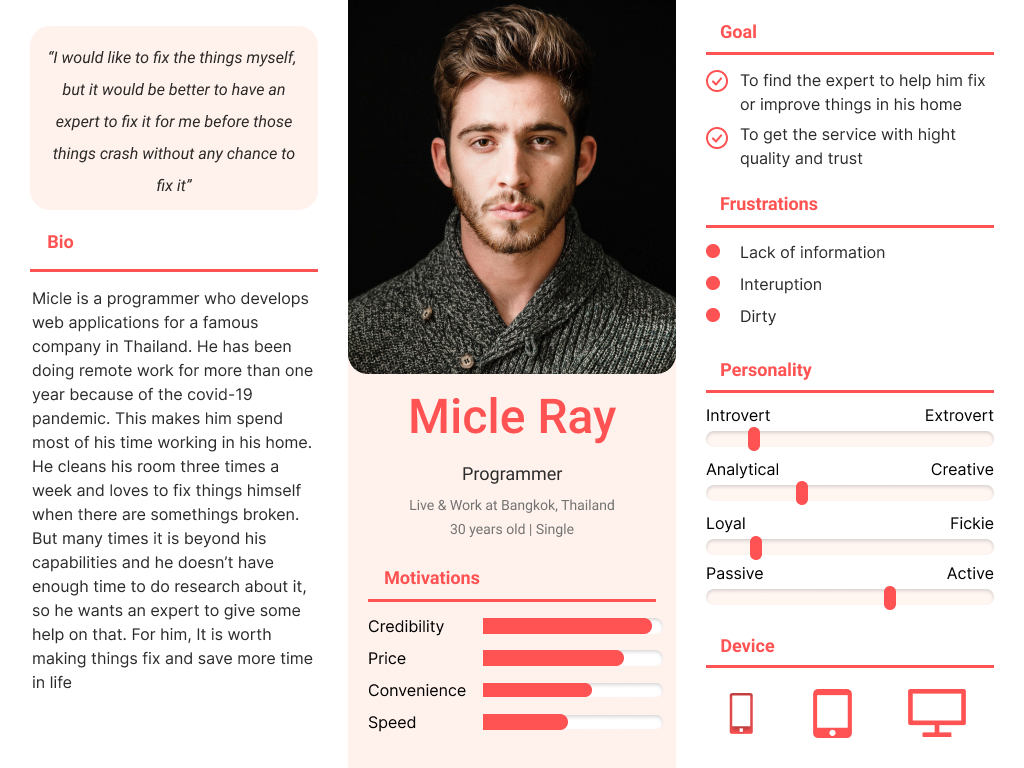 “I would like to fix the things myself,
but it would be better to have an
expert to fix it for me before those
things crash without any chance to
fix it”
Bio
Micle is a programmer who develops
web applications for a famous
company in Thailand. He has been
doing remote work for more than one
year because of the covid-19
pandemic. This makes him spend
most of his time working in his home.
He cleans his room three times a
week and loves to fix things himself
when there are somethings broken.
But many times it is beyond his
capabilities and he doesn’t have
enough time to do research about it,
so he wants an expert to give some
help on that. For him, It is worth
making things fix and save more time
in life
Micle Ray
Programmer
Live & Work at Bangkok, Thailand
30 years old | Single
Motivations
Credibility
Price
Convenience
Speed
Goal
To find the expert to help him fix
or improve things in his home
To get the service with hight
quality and trust
Frustrations
Lack of information
Interuption
Dirty
Personality
Introvert Extrovert
Analytical Creative
Loyal Fickie
Passive Active
Device